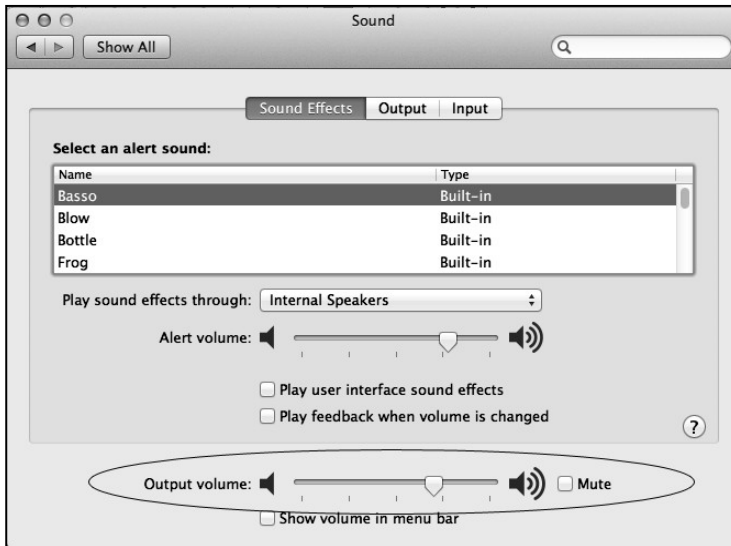 Sound
Show All
Sound Effects Output Input
Select an alert sound:
Name Type
Basso Built-in
Blow Built-in
Bottle Built-in
Frog Built-in
Play sound effects through: Internal Speakers
Alert volume:
Play user interface sound effects
Play feedback when volume is changed
?
Output volume: Mute
Show volume in menu bar